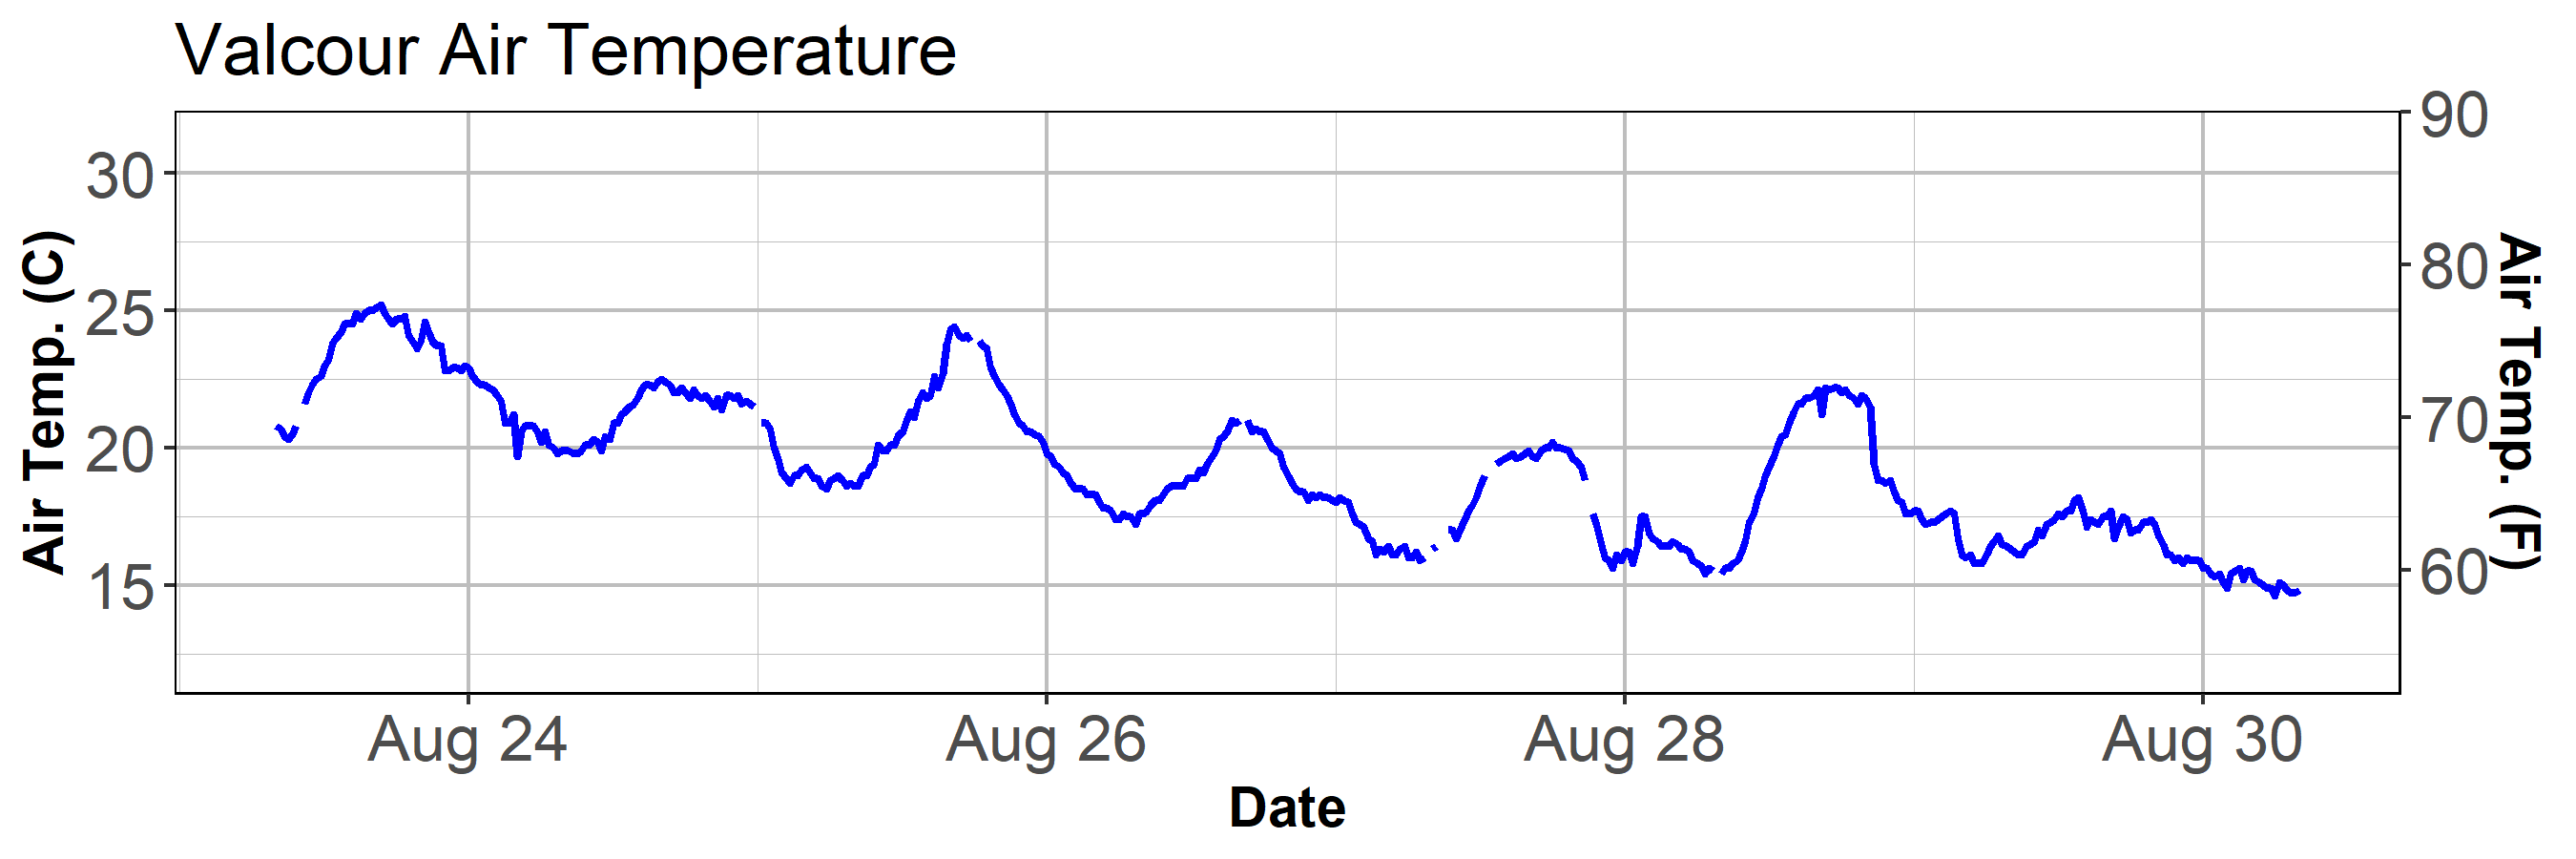 Valcour Air Temperature
Air Temp. (C)
30
25
20
15
90
80
70
60
Air Temp. (F)
Aug 24
Aug 26
Aug 28
Aug 30
Date